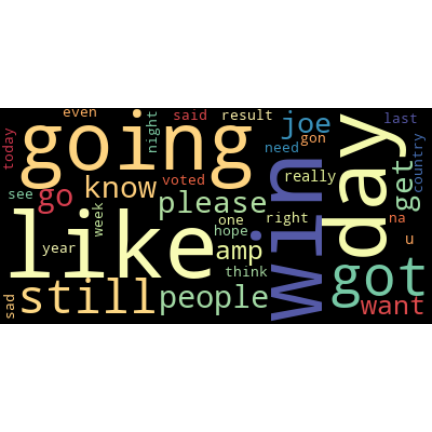 even
night
said
result
joe
last
today
going
gon
need
day
country
see
go
know
voted
please
really
get
week
one
right
na
like
year
hope
win
amp
u
think
got
sad
still
people
want